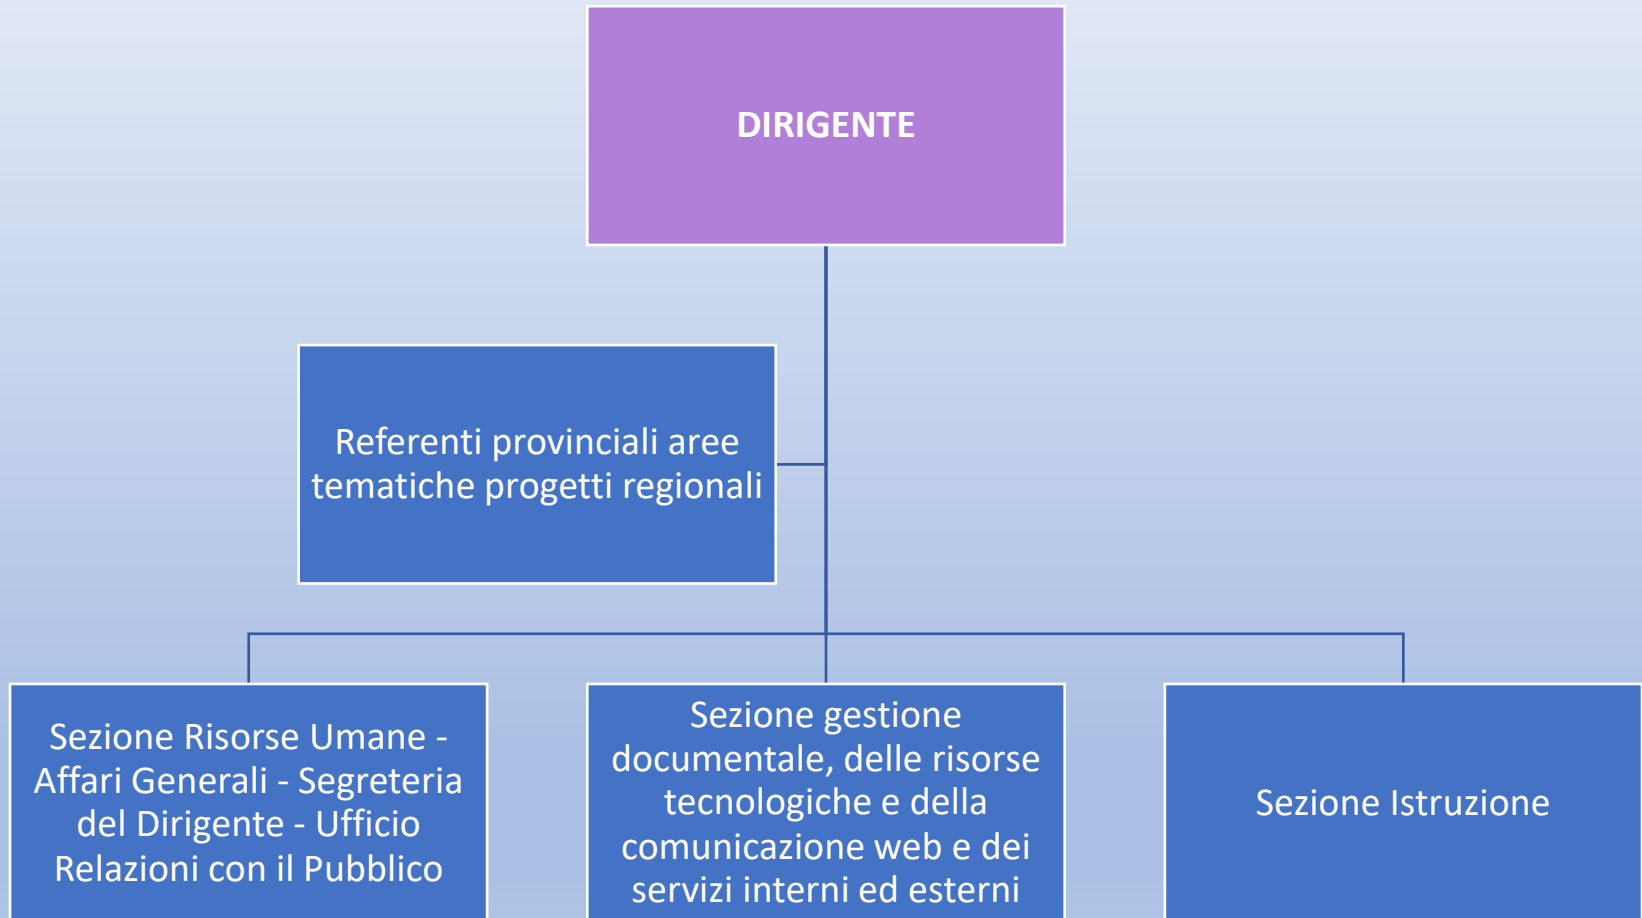 DIRIGENTE
Referenti provinciali aree
tematiche progetti regionali
Sezione Risorse Umane -
Affari Generali - Segreteria
del Dirigente - Ufficio
Relazioni con il Pubblico
Sezione gestione
documentale, delle risorse
tecnologiche e della
comunicazione web e dei
servizi interni ed esterni
Sezione Istruzione